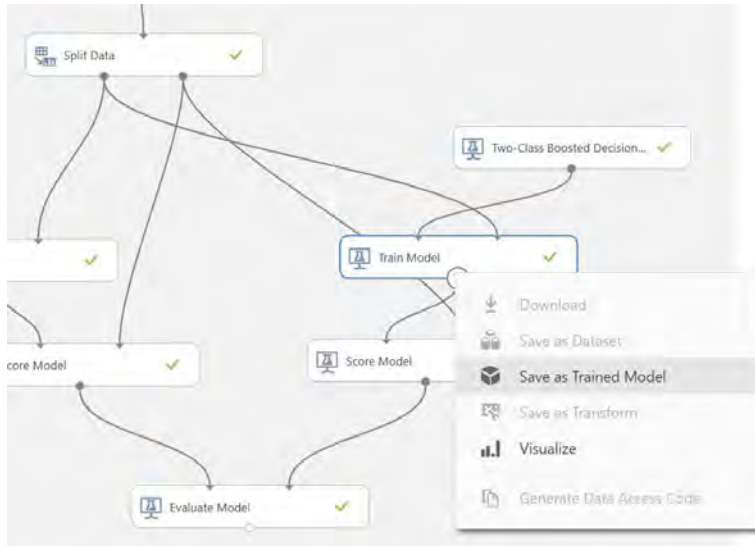 Split Data
Two-Class Boosted Decision...
Train Model
Download
Save as Dataset
core Model
Score Model
Save as Trained Model
Save as Transform
Visualize
Evaluate Model
Generate Data Access Code